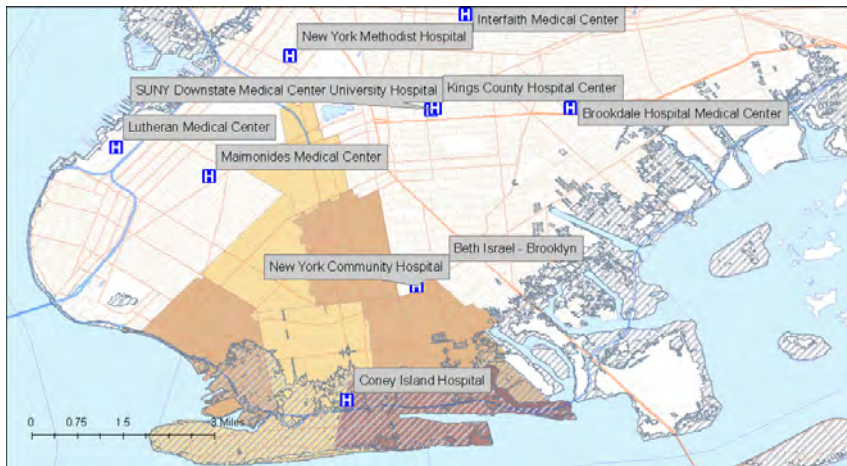 Interfaith Medical Center
New York Methodist Hospital
SUNY Downstate Medical Center University Hospital
Kings County Hospital Center
Brookdale Hospital Medical Center
Lutheran Medical Center
Maimonides Medical Center
Beth Israel - Brooklyn
New York Community Hospital
Coney Island Hospital
0 0.75 1.5 3 Miles